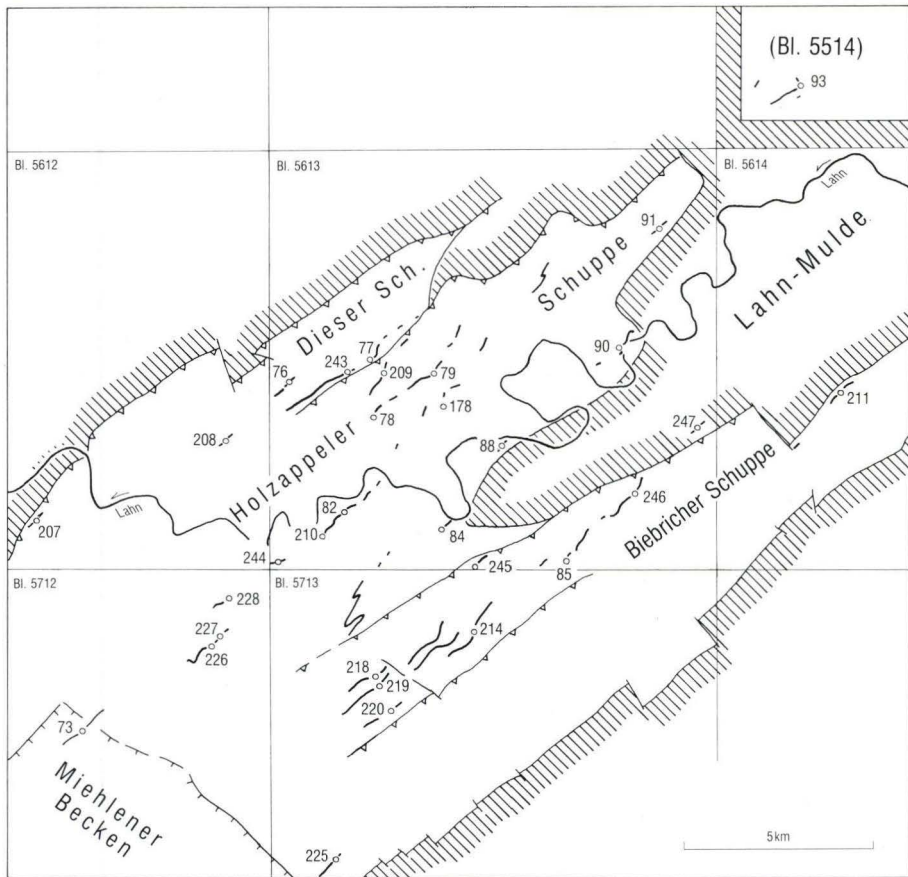 (Bl. 5514)
93
Bl. 5612
Bl. 5613
Bl. 5614
Lahn
91
Schuppe
Lahn-Mulde
Dieser Sch.
90
77
243
76
209
79
211
78
178
247
208
88
Holzappeler
246
Biebricher Schuppe
82
207
Lahn
210
84
244
245
85
Bl. 5712
Bl. 5713
228
227
214
226
218
219
220
73
Miehlener
Becken
5km
225